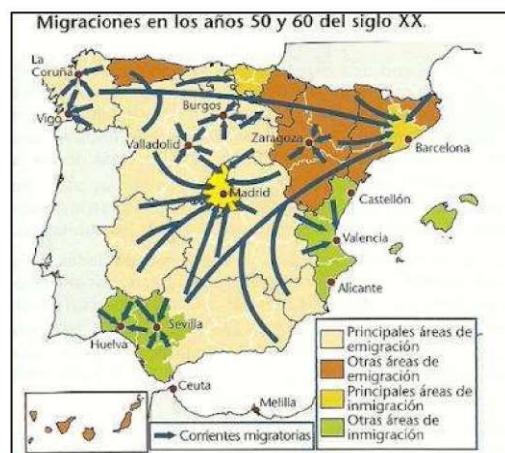 Migraciones en los años 50 y 60 del siglo XX.
La
Coruña
Vigo
Burgos
Valladolid
Zaragoza
Barcelona
Madrid
Castellón
Valencia
Alicante
Huelva
Sevilla
Ceuta
Melilla
Principales áreas de
emigración
Otras áreas de
emigración
Principales áreas de
inmigración
Otras áreas de
inmigración
Corrientes migratorias